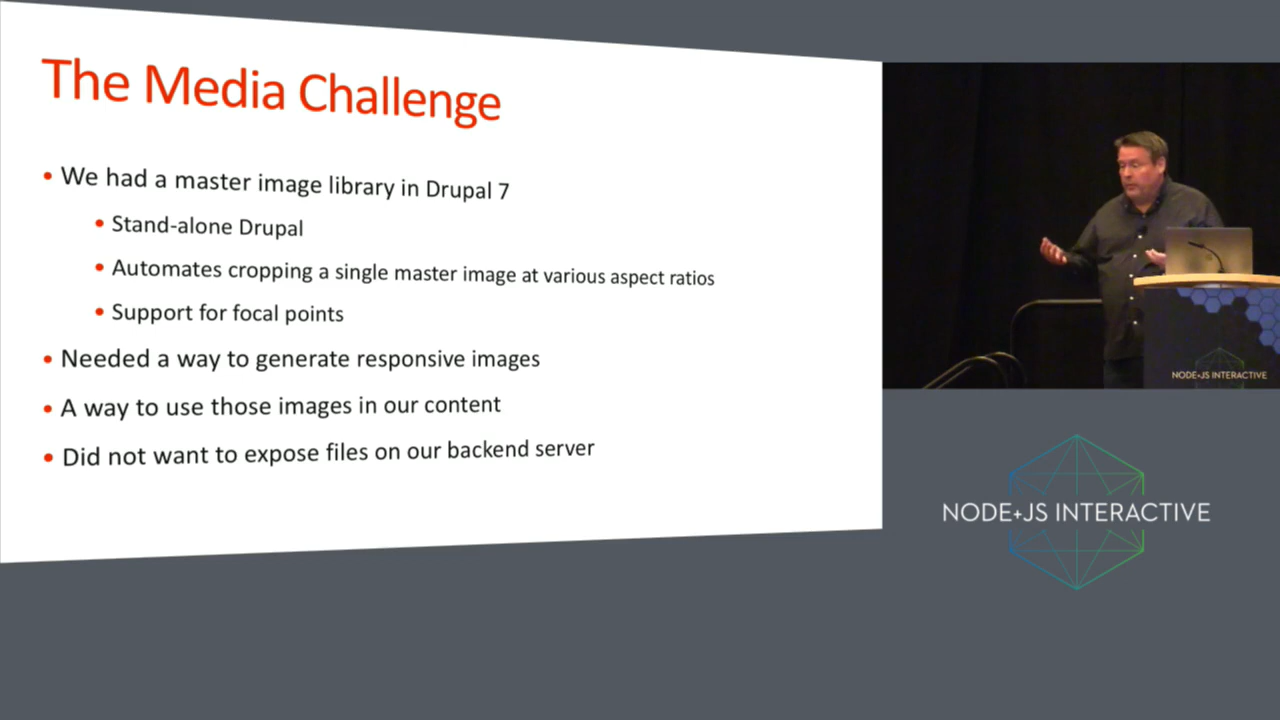 The Media Challenge
• We had a master image library in Drupal 7
• Stand-alone Drupal
• Automates cropping a single master image at various aspect ratios
• Support for focal points
• Needed a way to generate responsive images
• A way to use those images in our content
• Did not want to expose files on our backend server
NODE+JS INTERACTIVE
NODE+JS INTERACTIVE